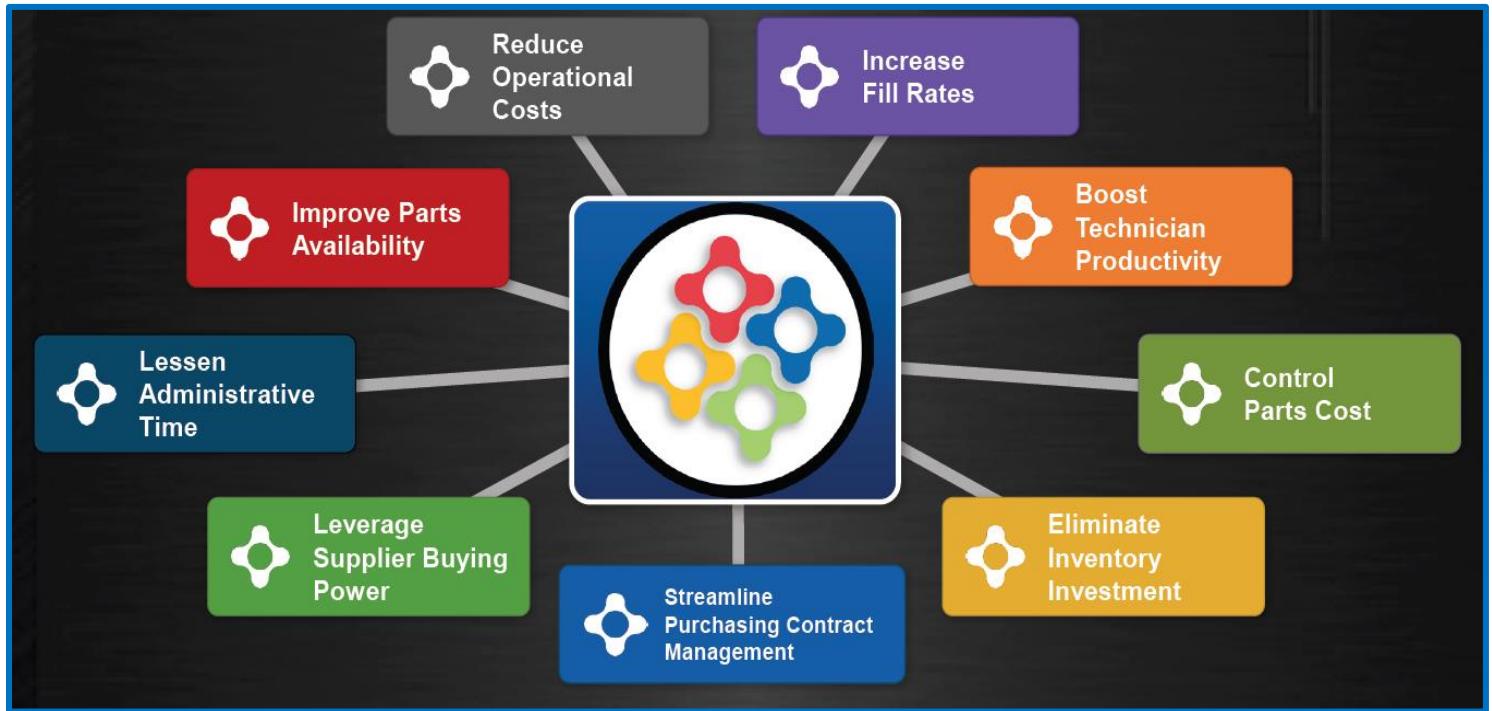 Reduce
Operational
Costs
Increase
Fill Rates
Improve Parts
Availability
Boost
Technician
Productivity
Lessen
Administrative
Time
Control
Parts Cost
Leverage
Supplier Buying
Power
Eliminate
Inventory
Investment
Streamline
Purchasing Contract
Management